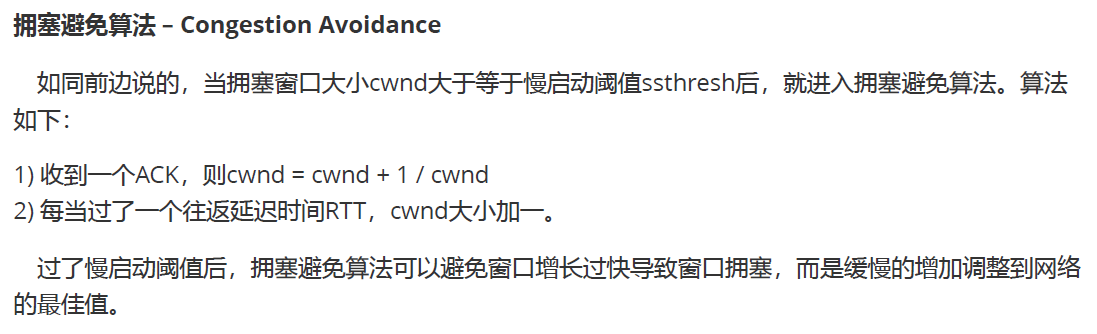 拥塞避免算法 – Congestion Avoidance
如同前边说的，当拥塞窗口大小cwnd大于等于慢启动阈值ssthresh后，就进入拥塞避免算法。算法
如下：
1) 收到一个ACK，则cwnd = cwnd + 1 / cwnd
2) 每当过了一个往返延迟时间RTT，cwnd大小加一。
过了慢启动阈值后，拥塞避免算法可以避免窗口增长过快导致窗口拥塞，而是缓慢的增加调整到网络
的最佳值。